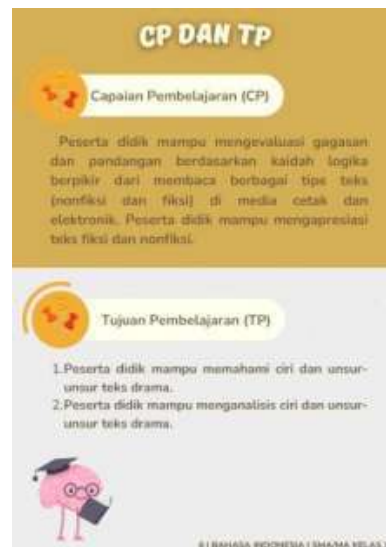 CP DAN TP
Capaian Pembelajaran (CP)
Peserta didik mampu mengevaluasi gagasan
dan pandangan berdasarkan kaidah logika
berpikir dari membaca berbagai tipe teks
(nonfiksi dan fiksi) di media cetak dan
elektronik. Peserta didik mampu mengapresiasi
teks fiksi dan nonfiksi.
Tujuan Pembelajaran (TP)
1.Peserta didik mampu memahami ciri dan unsur-
unsur teks drama.
2.Peserta didik mampu menganalisis ciri dan unsur-
unsur teks drama.
| BAHASA INDONESIA | SMA/MA KELAS